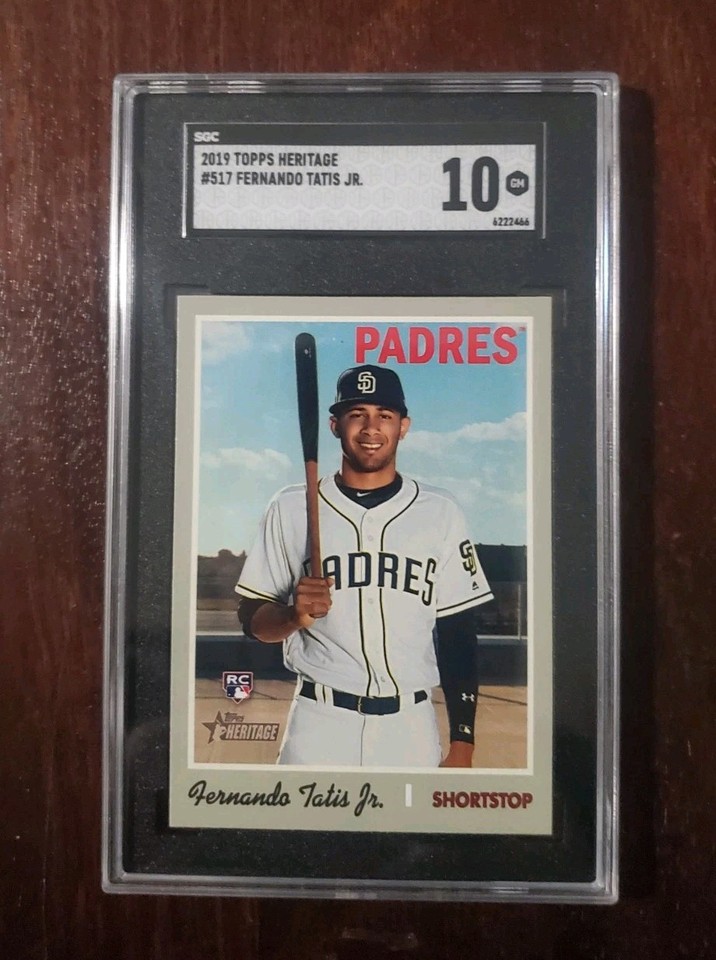 SGC
2019 TOPPS HERITAGE
#517 FERNANDO TATIS JR.
10 GM
6222466
PADRES™
SD
PADRES
SD
RC
Topps
HERITAGE
Fernando Tatis Jr. SHORTSTOP